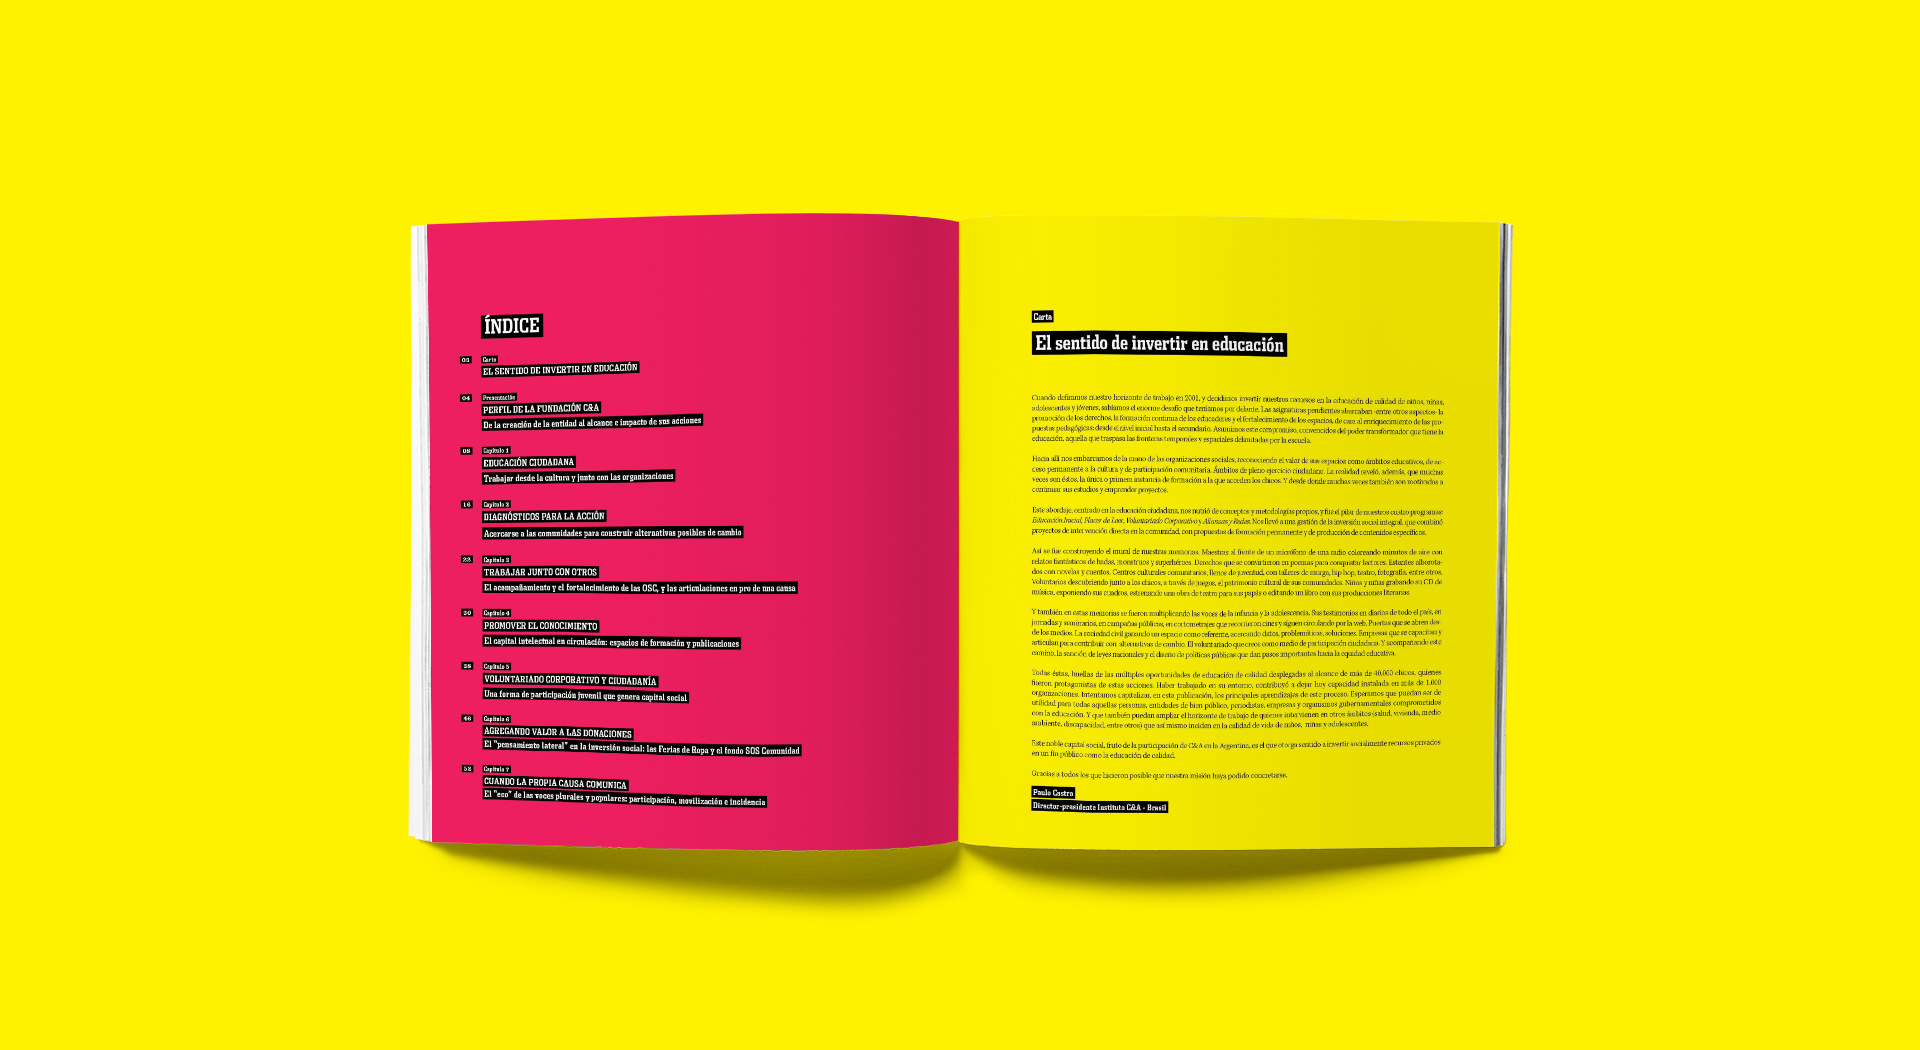 ÍNDICE
03 Carta
EL SENTIDO DE INVERTIR EN EDUCACIÓN
04 Presentación
PERFIL DE LA FUNDACIÓN C&A
De la creación de la entidad al alcance e impacto de sus acciones
08 Capítulo 1
EDUCACIÓN CIUDADANA
Trabajar desde la cultura y junto con las organizaciones
16 Capítulo 2
DIAGNÓSTICOS PARA LA ACCIÓN
Acercarse a las comunidades para construir alternativas posibles de cambio
22 Capítulo 3
TRABAJAR JUNTO CON OTROS
El acompañamiento y el fortalecimiento de las OSC, y las articulaciones en pro de una causa
30 Capítulo 4
PROMOVER EL CONOCIMIENTO
El capital intelectual en circulación: espacios de formación y publicaciones
38 Capítulo 5
VOLUNTARIADO CORPORATIVO Y CIUDADANÍA
Una forma de participación juvenil que genera capital social
46 Capítulo 6
AGREGANDO VALOR A LAS DONACIONES
El "pensamiento lateral" en la inversión social: las Ferias de Ropa y el fondo SOS Comunidad
52 Capítulo 7
CUANDO LA PROPIA CAUSA COMUNICA
El "eco" de las voces plurales y populares: participación, movilización e incidencia
Carta
El sentido de invertir en educación
Cuando definimos nuestro horizonte de trabajo en 2001, y decidimos invertir nuestros recursos en la educación de calidad de niños, niñas,
adolescentes y jóvenes, sabíamos el enorme desafío que teníamos por delante. Las asignaturas pendientes abarcaban -entre otros aspectos- la
promoción de los derechos, la formación continua de los educadores y el fortalecimiento de los espacios, de cara al enriquecimiento de las pro-
puestas pedagógicas: desde el nivel inicial hasta el secundario. Asumimos este compromiso, convencidos del poder transformador que tiene la
educación, aquella que traspasa las fronteras temporales y espaciales delimitadas por la escuela.
Hacia allí nos embarcamos de la mano de las organizaciones sociales, reconociendo el valor de sus espacios como ámbitos educativos, de ac-
ceso permanente a la cultura y de participación comunitaria. Ámbitos de pleno ejercicio ciudadano. La realidad reveló, además, que muchas
veces son éstos, la única o primera instancia de formación a la que acceden los chicos. Y desde donde muchas veces también son motivados a
continuar sus estudios y emprender proyectos.
Este abordaje, centrado en la educación ciudadana, nos nutrió de conceptos y metodologías propios, y fue el pilar de nuestros cuatro programas:
Educación Inicial, Placer de Leer, Voluntariado Corporativo y Alianzas y Redes. Nos llevó a una gestión de la inversión social integral, que combinó
proyectos de intervención directa en la comunidad, con propuestas de formación permanente y de producción de contenidos específicos.
Así se fue construyendo el mural de nuestras memorias. Maestras al frente de un micrófono de una radio coloreando minutos de aire con
relatos fantásticos de hadas, monstruos y superhéroes. Derechos que se convirtieron en poemas para conquistar lectores. Estantes alborota-
dos con novelas y cuentos. Centros culturales comunitarios, llenos de juventud, con talleres de murga, hip hop, teatro, fotografía, entre otros.
Voluntarios descubriendo junto a los chicos, a través de juegos, el patrimonio cultural de sus comunidades. Niños y niñas grabando su CD de
música, exponiendo sus cuadros, estrenando una obra de teatro para sus papás o editando un libro con sus producciones literarias.
Y también en estas memorias se fueron multiplicando las voces de la infancia y la adolescencia. Sus testimonios en diarios de todo el país, en
jornadas y seminarios, en campañas públicas, en cortometrajes que recorrieron cines y siguen circulando por la web. Puertas que se abren des-
de los medios. La sociedad civil ganando un espacio como referente, acercando datos, problemáticas, soluciones. Empresas que se capacitan y
articulan para contribuir con alternativas de cambio. El voluntariado que crece como medio de participación ciudadana. Y acompañando este
camino, la sanción de leyes nacionales y el diseño de políticas públicas que dan pasos importantes hacia la equidad educativa.
Todas éstas, huellas de las múltiples oportunidades de educación de calidad desplegadas al alcance de más de 40.000 chicos, quienes
fueron protagonistas de estas acciones. Haber trabajado en su entorno, contribuyó a dejar hoy capacidad instalada en más de 1.000
organizaciones. Intentamos capitalizar, en esta publicación, los principales aprendizajes de este proceso. Esperamos que puedan ser de
utilidad para todas aquellas personas, entidades de bien público, periodistas, empresas y organismos gubernamentales comprometidos
con la educación. Y que también puedan ampliar el horizonte de trabajo de quienes intervienen en otros ámbitos (salud, vivienda, medio
ambiente, discapacidad, entre otros) que así mismo inciden en la calidad de vida de niños, niñas y adolescentes.
Este noble capital social, fruto de la participación de C&A en la Argentina, es el que otorga sentido a invertir socialmente recursos privados
en un fin público como la educación de calidad.
Gracias a todos los que hicieron posible que nuestra misión haya podido concretarse.
Paulo Castro
Director-presidente Instituto C&A - Brasil